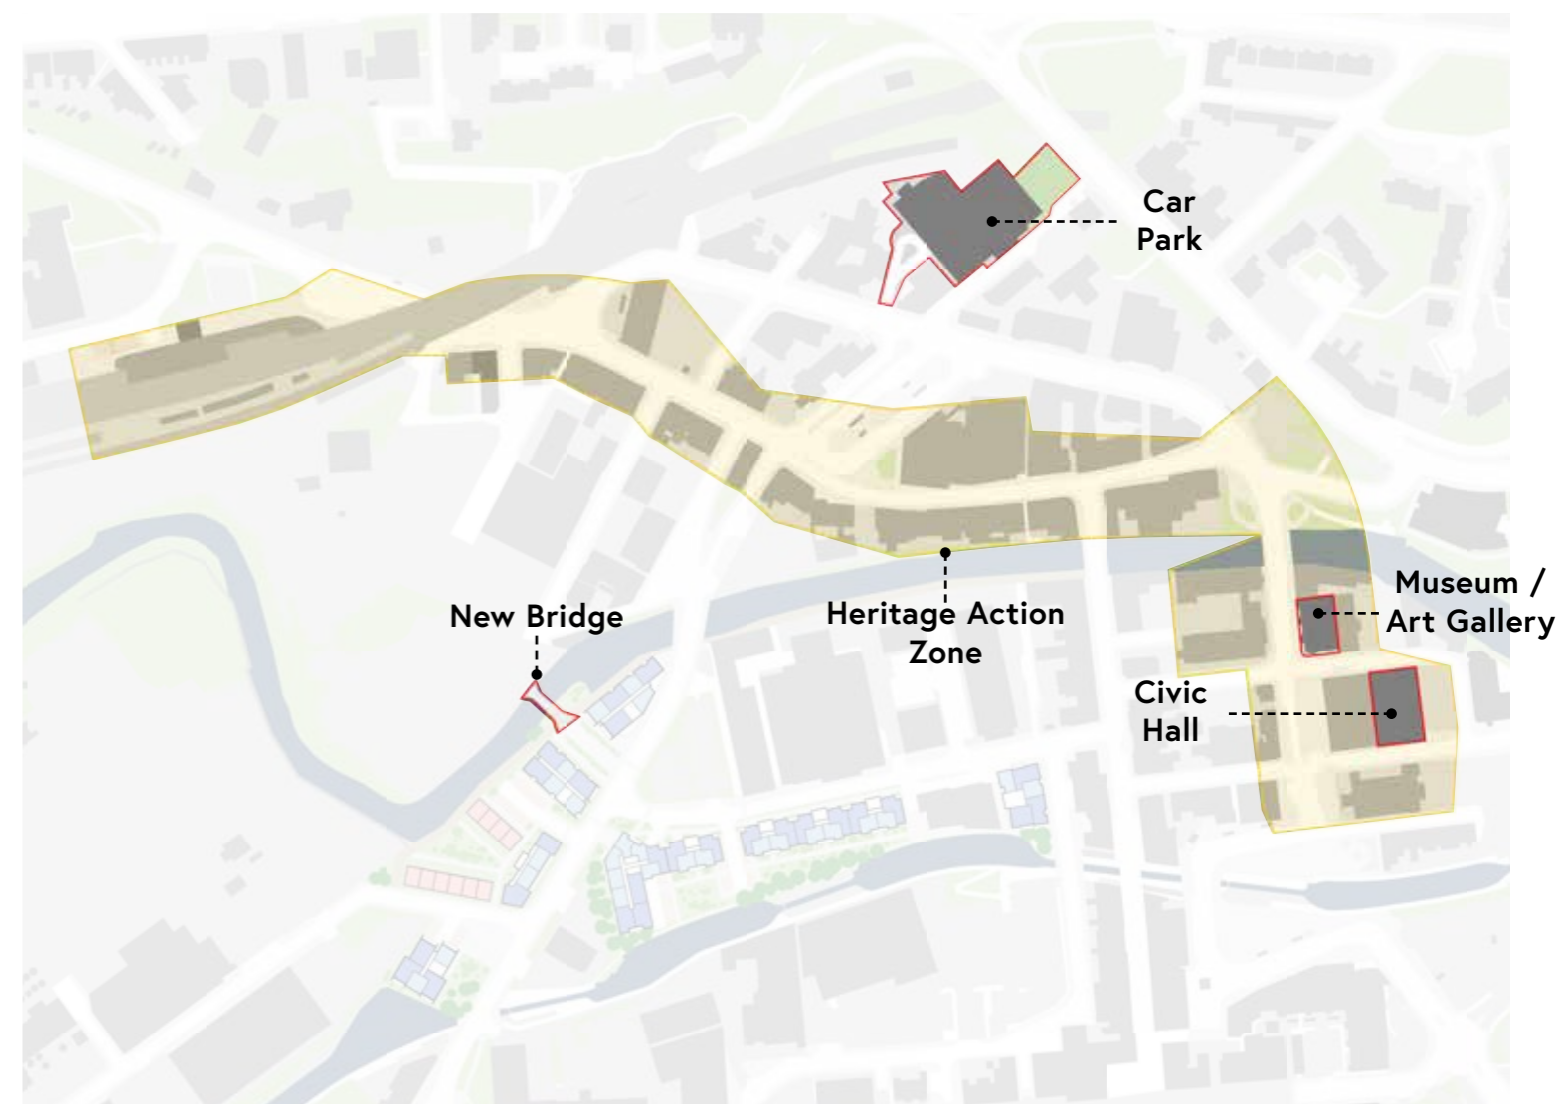 Car
Park
New Bridge
Heritage Action
Zone
Museum /
Art Gallery
Civic
Hall